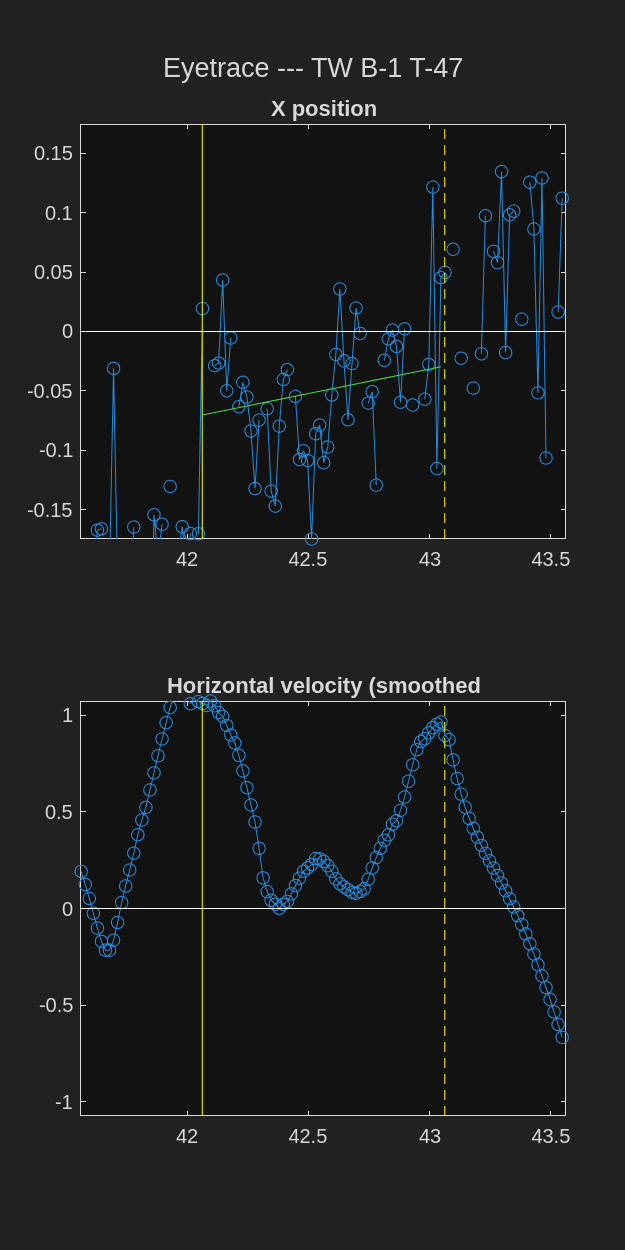 Eyetrace --- TW B-1 T-47
X position
0.15
0.1
0.05
0
-0.05
-0.1
-0.15
42 42.5 43 43.5
Horizontal velocity (smoothed
1
0.5
0
-0.5
-1
42 42.5 43 43.5